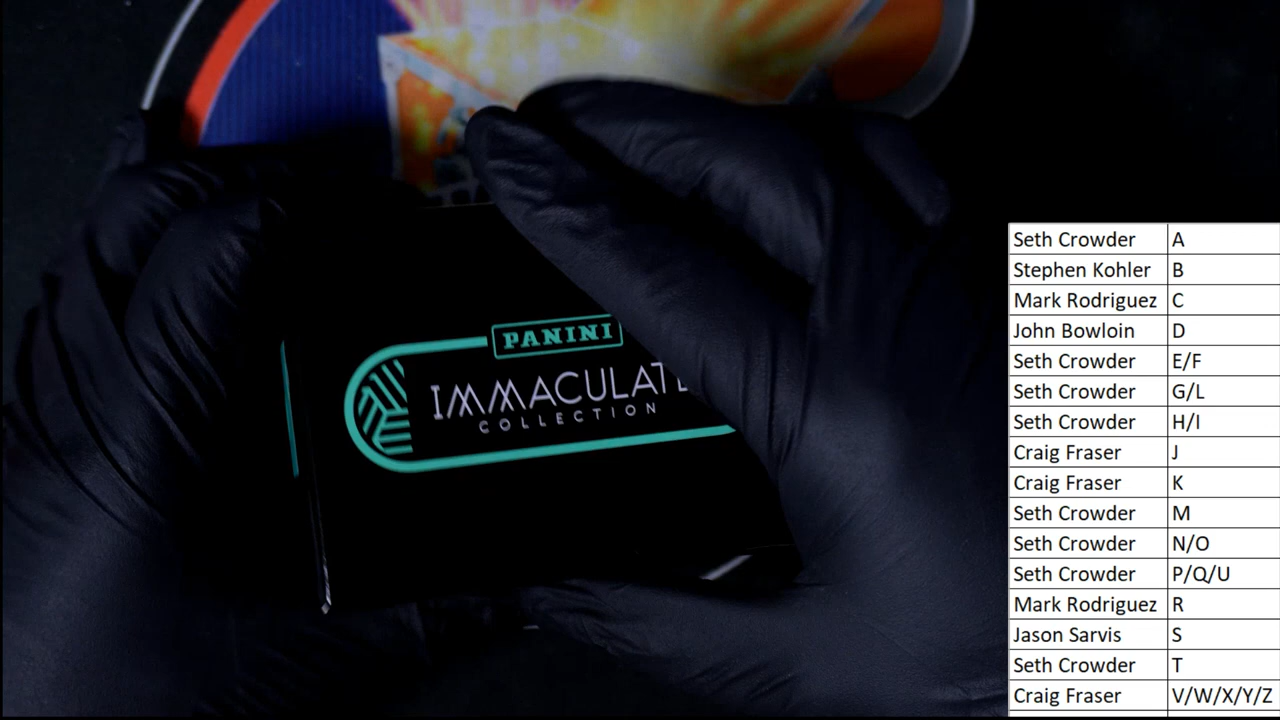 PANINI
IMMACULATE
COLLECTION
Seth Crowder A
Stephen Kohler B
Mark Rodriguez C
John Bowloin D
Seth Crowder E/F
Seth Crowder G/L
Seth Crowder H/I
Craig Fraser J
Craig Fraser K
Seth Crowder M
Seth Crowder N/O
Seth Crowder P/Q/U
Mark Rodriguez R
Jason Sarvis S
Seth Crowder T
Craig Fraser V/W/X/Y/Z